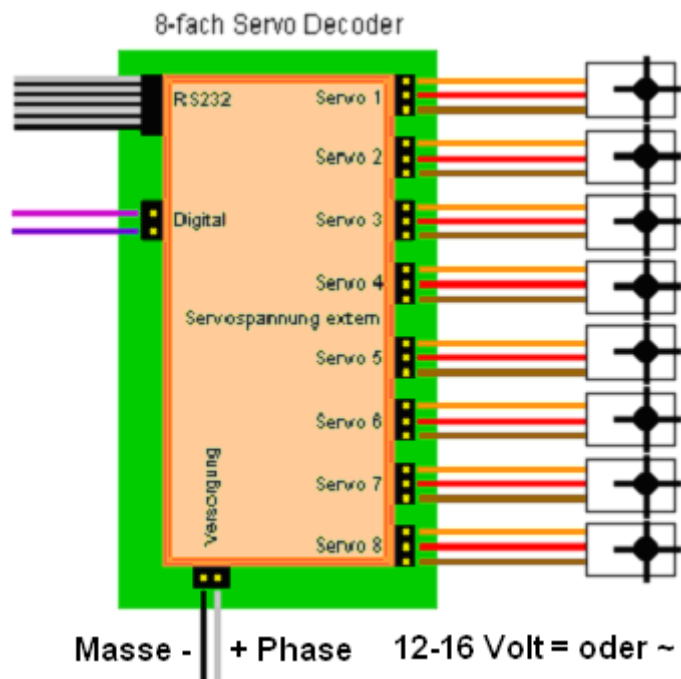 8-fach Servo Decoder
RS232
Servo 1
Servo 2
Digital
Servo 3
Servo 4
Servospannung extern
Servo 5
Servo 6
Versorgung
Servo 7
Servo 8
Masse - + Phase 12-16 Volt = oder ~